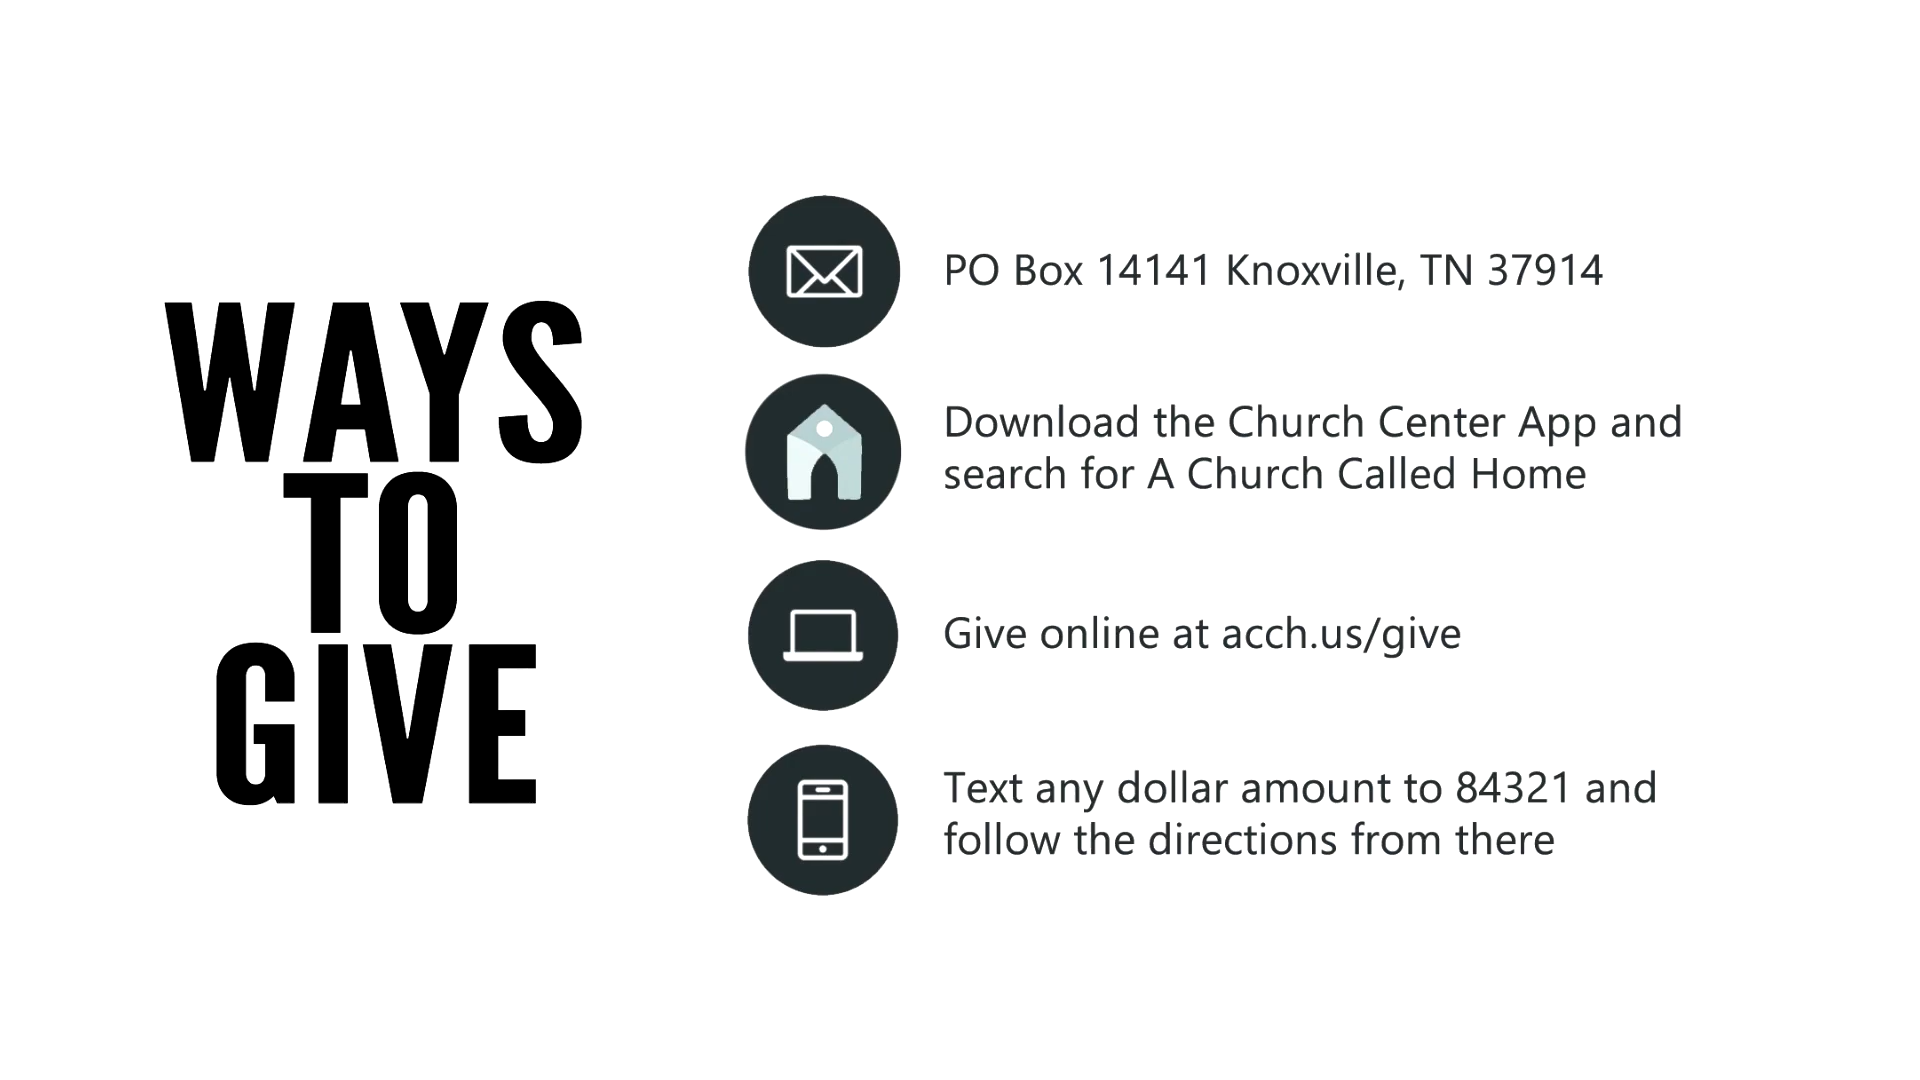 WAYS
TO
GIVE
PO Box 14141 Knoxville, TN 37914
Download the Church Center App and
search for A Church Called Home
Give online at acch.us/give
Text any dollar amount to 84321 and
follow the directions from there